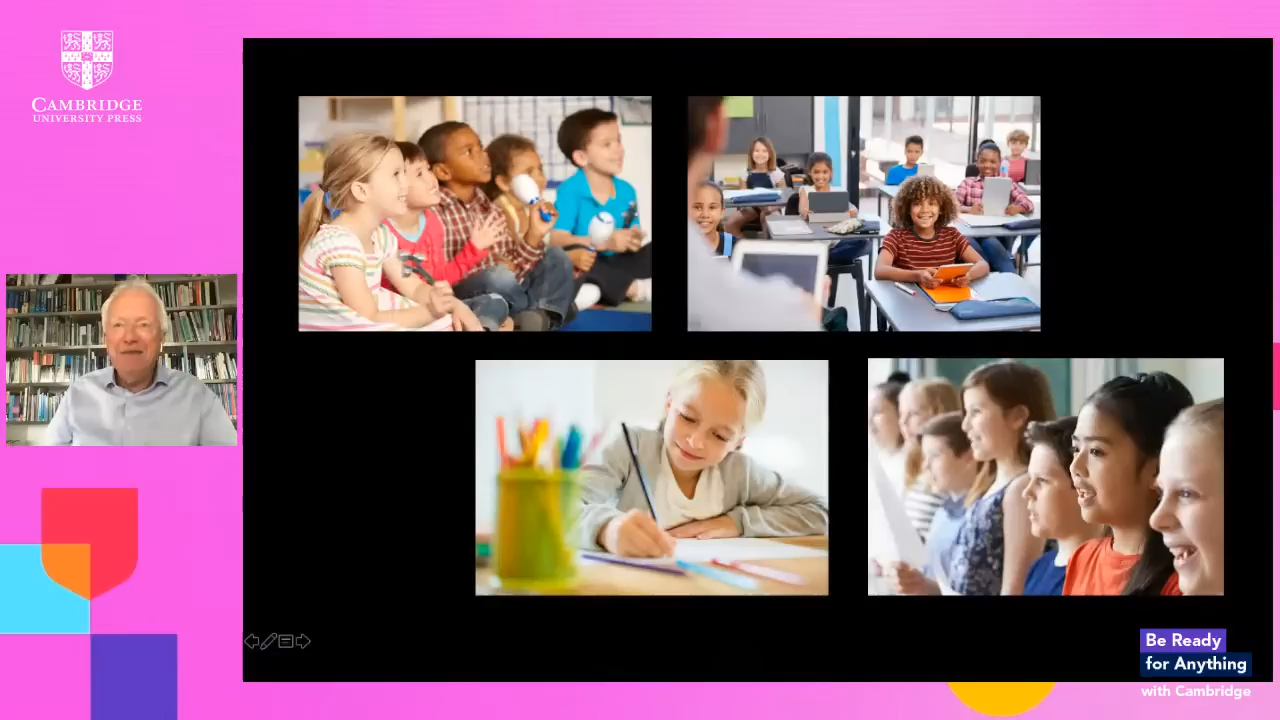 CAMBRIDGE
UNIVERSITY PRESS
Be Ready
for Anything
with Cambridge